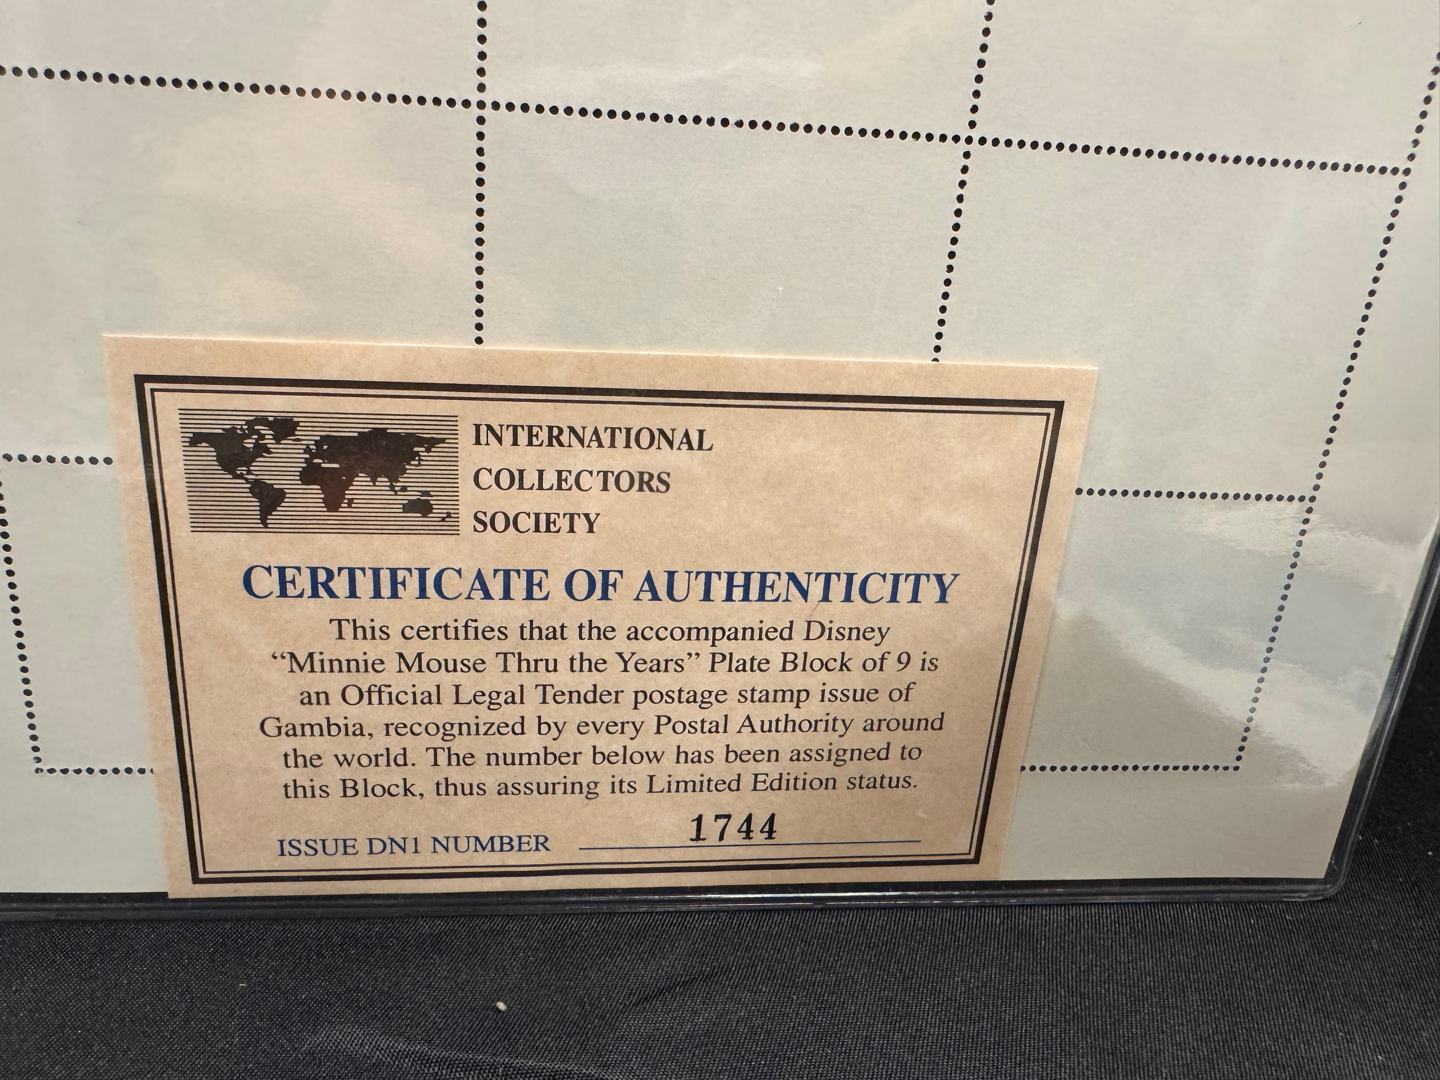 INTERNATIONAL
COLLECTORS
SOCIETY
CERTIFICATE OF AUTHENTICITY
This certifies that the accompanied Disney
“Minnie Mouse Thru the Years” Plate Block of 9 is
an Official Legal Tender postage stamp issue of
Gambia, recognized by every Postal Authority around
the world. The number below has been assigned to
this Block, thus assuring its Limited Edition status.
ISSUE DN1 NUMBER 1744